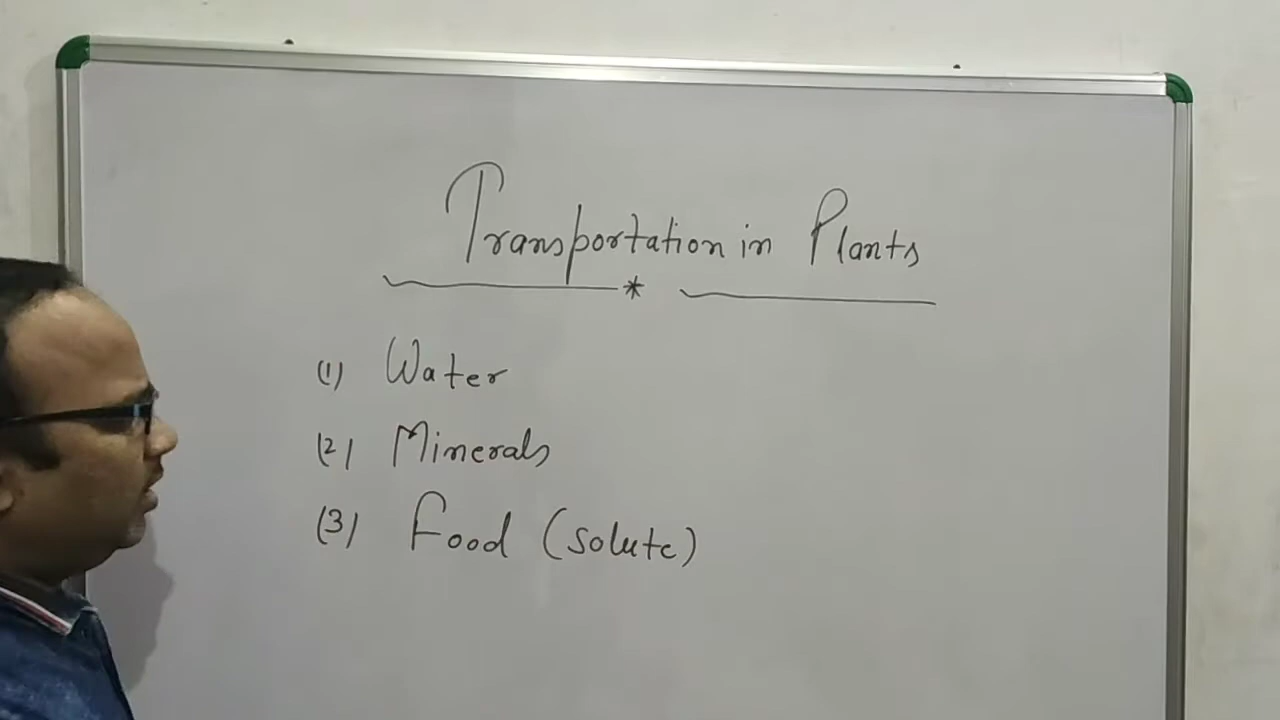 Transportation in Plants
*
(1) Water
(2) Minerals
(3) Food (Solute)